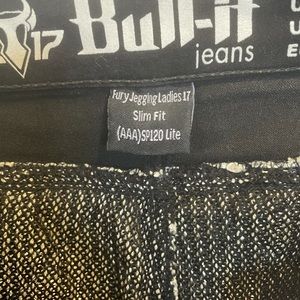 17 Bull-it
jeans
Fury Jegging Ladies 17
Slim Fit
(AAA)SP120 Lite